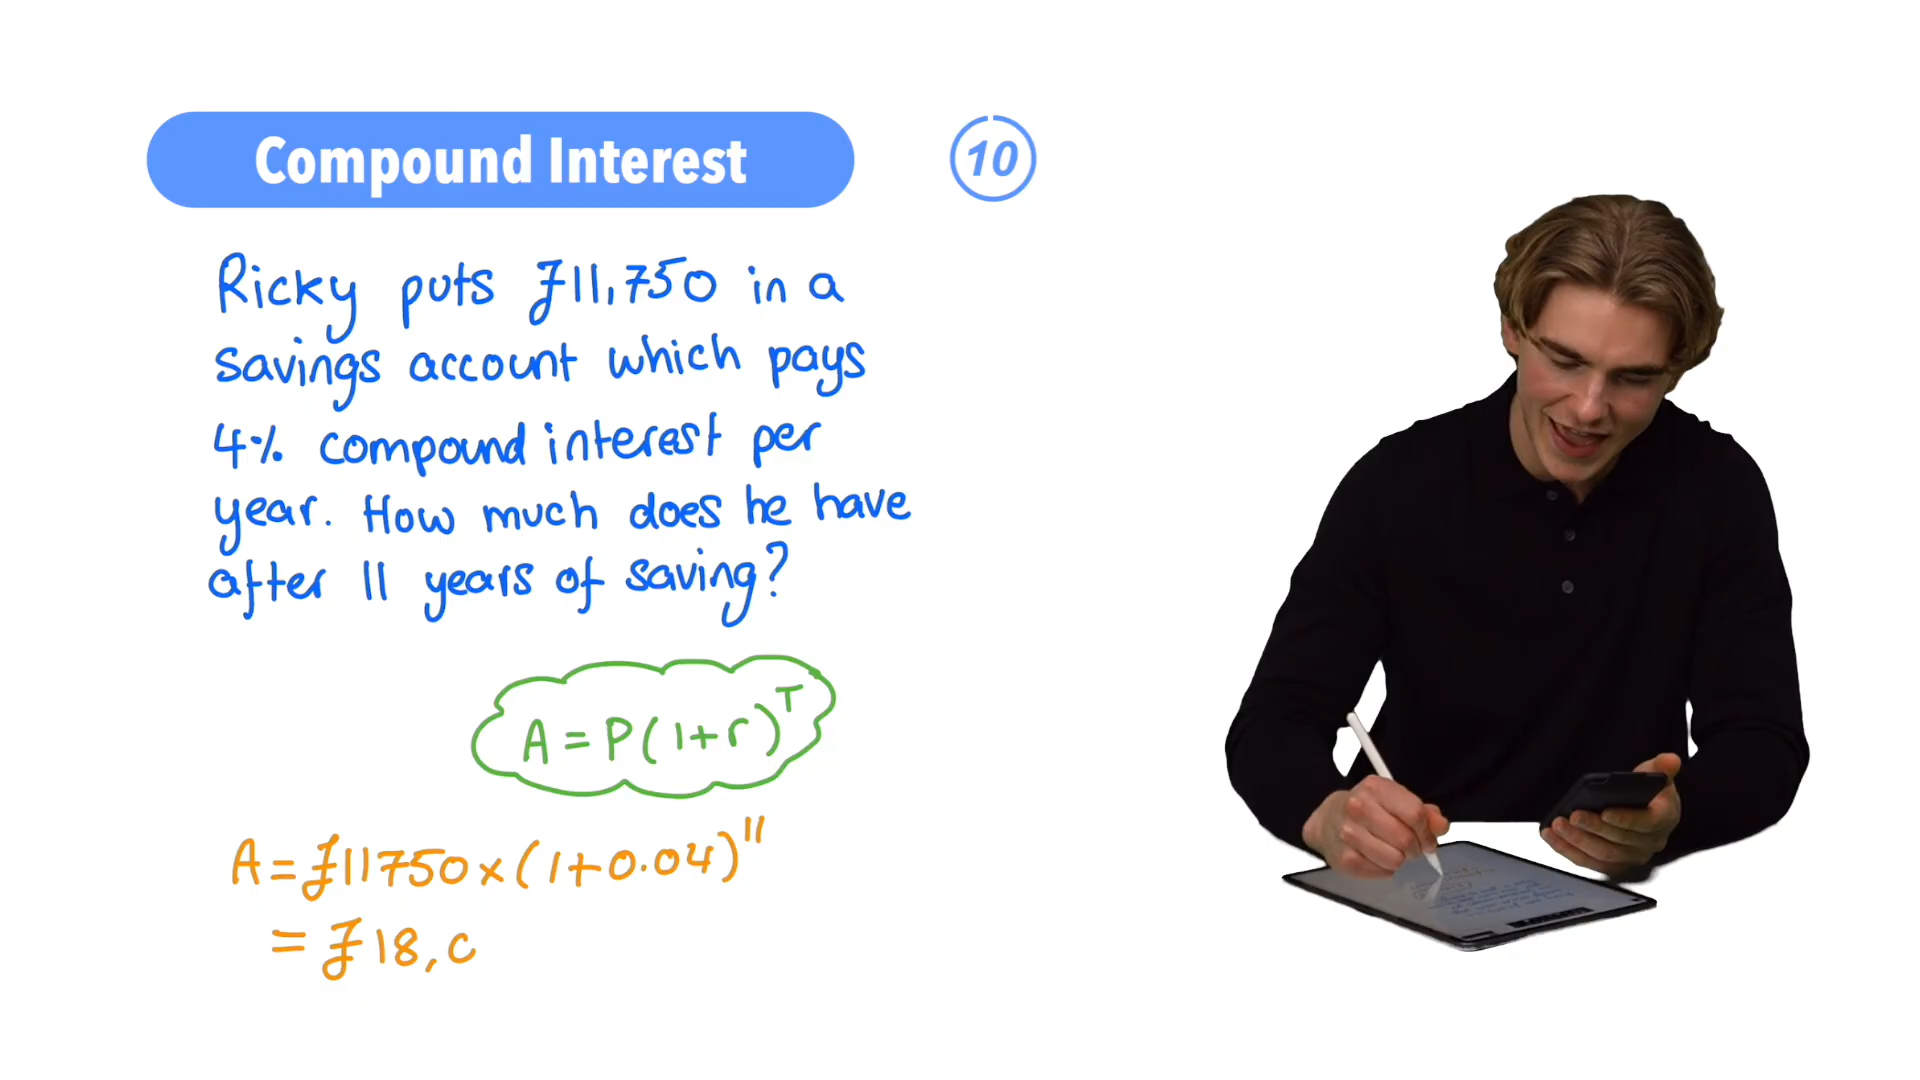 Compound Interest
10
Ricky puts £11,750 in a
savings account which pays
4% compound interest per
year. How much does he have
after 11 years of saving?
A = P(1+r)ᵀ
A = £11750 × (1+0.04)¹¹
= £18, c